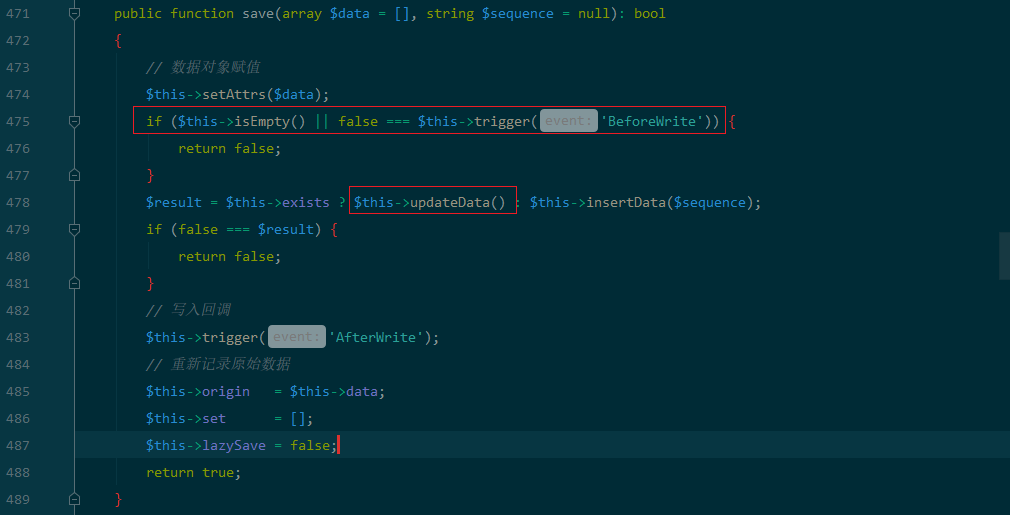 471 public function save(array $data = [], string $sequence = null): bool
472 {
473 // 数据对象赋值
474 $this->setAttrs($data);
475 if ($this->isEmpty() || false === $this->trigger( event: 'BeforeWrite')) {
476 return false;
477 }
478 $result = $this->exists ? $this->updateData() : $this->insertData($sequence);
479 if (false === $result) {
480 return false;
481 }
482 // 写入回调
483 $this->trigger( event: 'AfterWrite');
484 // 重新记录原始数据
485 $this->origin = $this->data;
486 $this->set = [];
487 $this->lazySave = false;
488 return true;
489 }